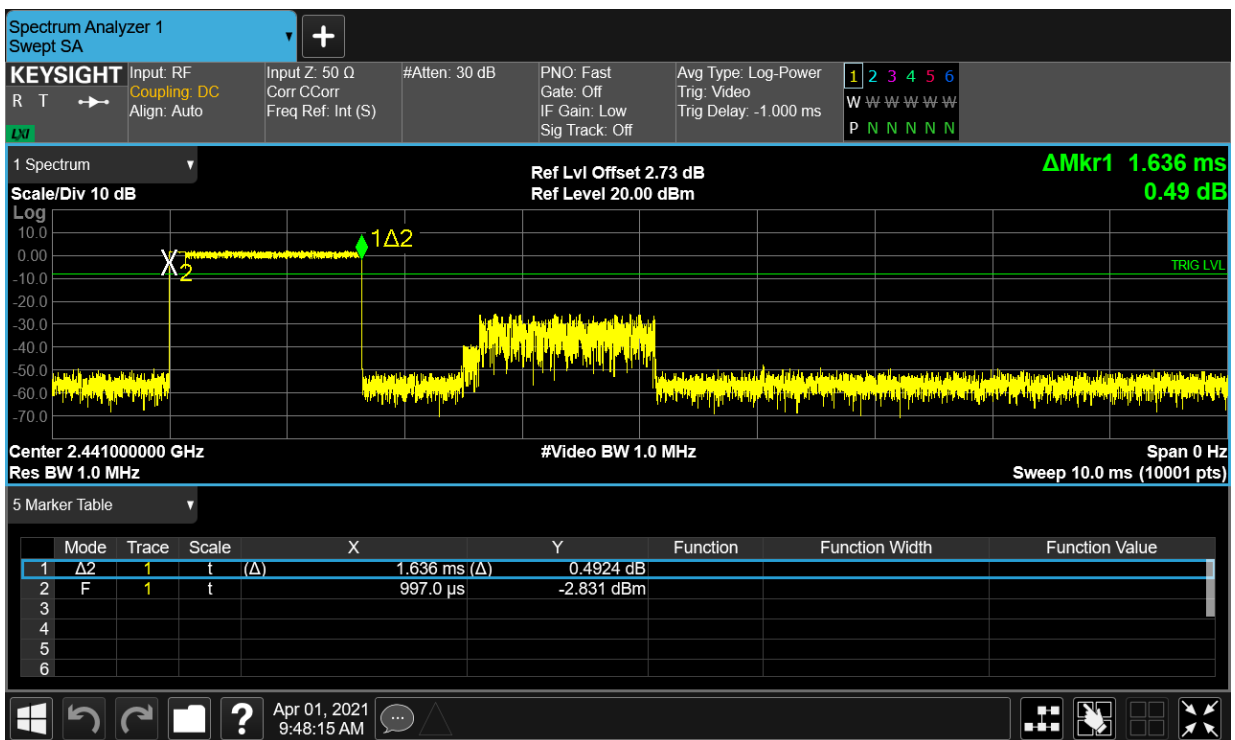 Spectrum Analyzer 1
Swept SA
+
KEYSIGHT
R T
LXI
Input: RF
Coupling: DC
Align: Auto
Input Z: 50 Ω
Corr CCorr
Freq Ref: Int (S)
#Atten: 30 dB
PNO: Fast
Gate: Off
IF Gain: Low
Sig Track: Off
Avg Type: Log-Power
Trig: Video
Trig Delay: -1.000 ms
1 2 3 4 5 6
W W W W W W
P N N N N N
1 Spectrum
Scale/Div 10 dB
Ref Lvl Offset 2.73 dB
Ref Level 20.00 dBm
ΔMkr1 1.636 ms
0.49 dB
Log
10.0
0.00
-10.0
-20.0
-30.0
-40.0
-50.0
-60.0
-70.0
X
2
1Δ2
TRIG LVL
Center 2.441000000 GHz
#Video BW 1.0 MHz
Span 0 Hz
Res BW 1.0 MHz
Sweep 10.0 ms (10001 pts)
5 Marker Table
Mode Trace Scale X Y Function Function Width Function Value
1 Δ2 1 t (Δ) 1.636 ms (Δ) 0.4924 dB
2 F 1 t 997.0 µs -2.831 dBm
3
4
5
6
?
Apr 01, 2021
9:48:15 AM